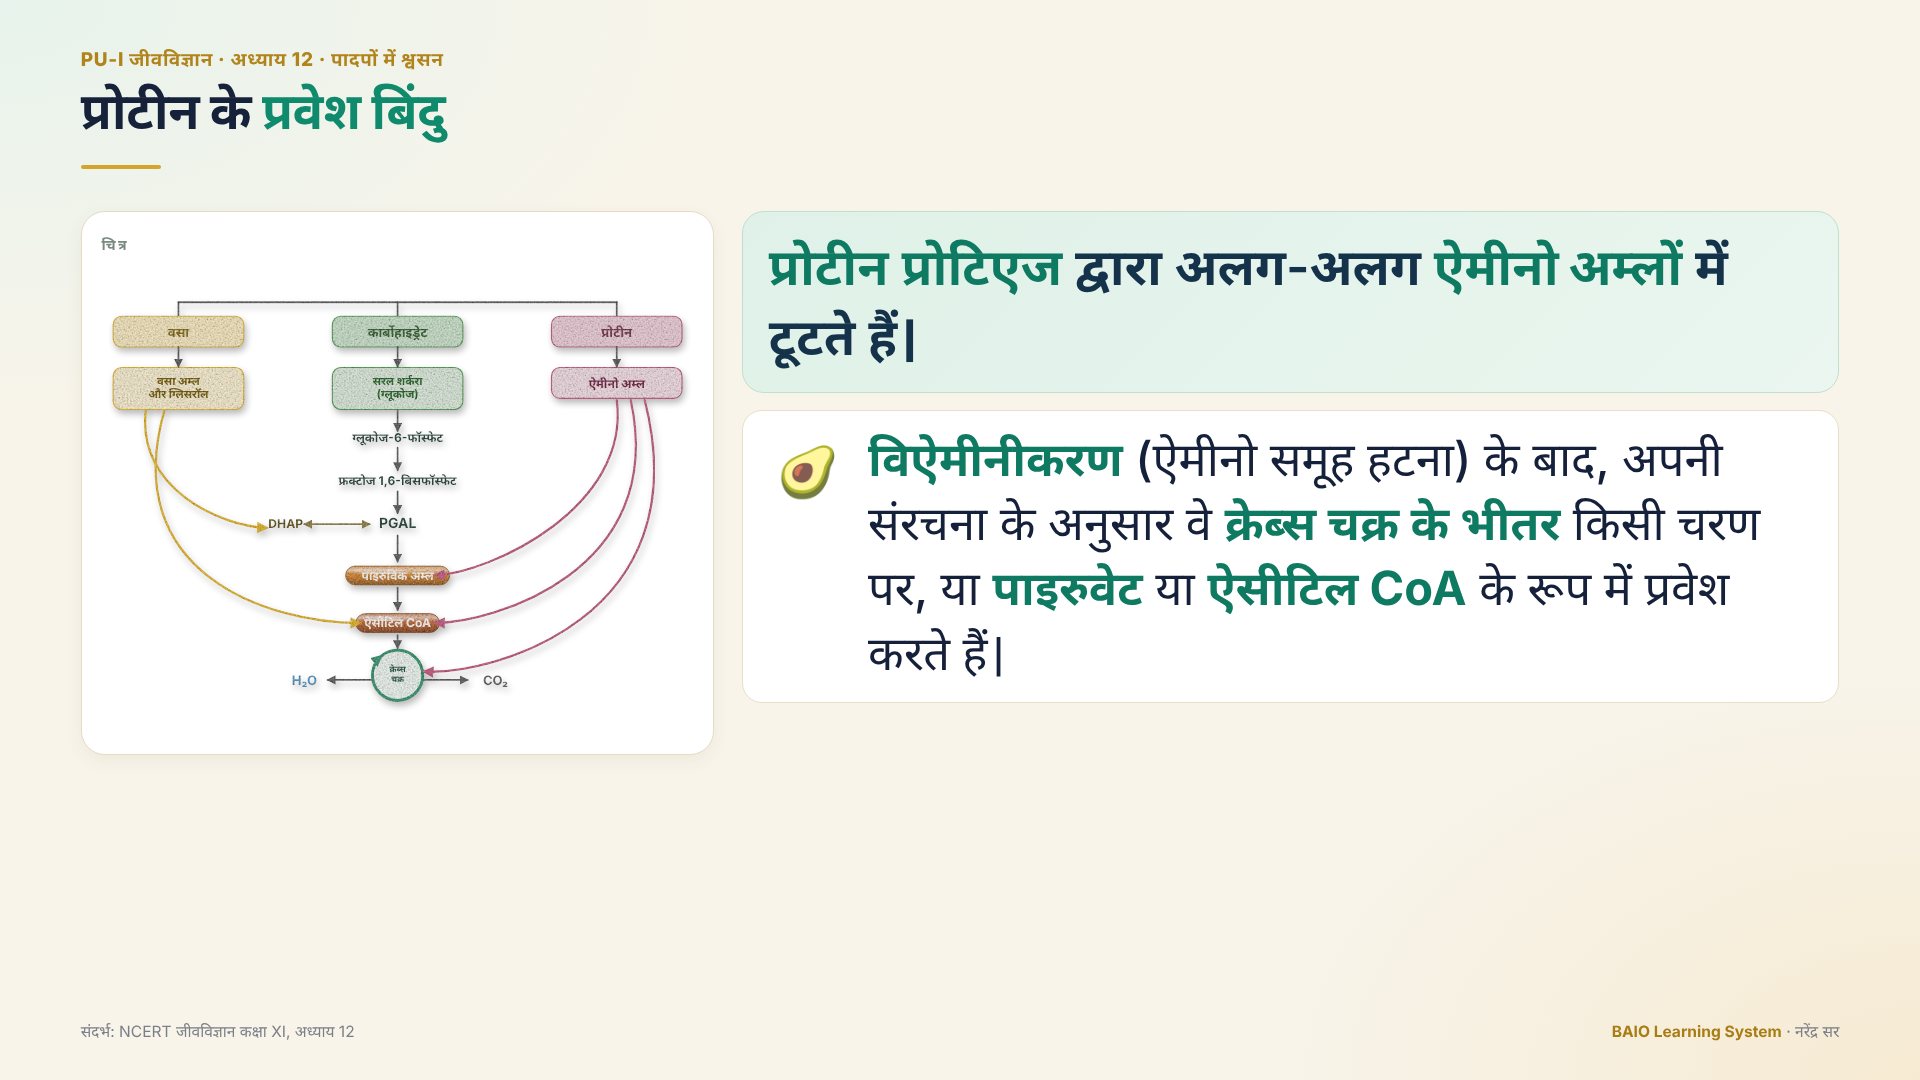 PU-I जीवविज्ञान · अध्याय 12 · पादपों में श्वसन
प्रोटीन के प्रवेश बिंदु
चित्र
वसा
कार्बोहाइड्रेट
प्रोटीन
वसा अम्ल
और ग्लिसरॉल
सरल शर्करा
(ग्लूकोज)
ऐमीनो अम्ल
ग्लूकोज-6-फॉस्फेट
फ्रक्टोज 1,6-बिसफॉस्फेट
DHAP
PGAL
पाइरुविक अम्ल
ऐसीटिल CoA
क्रेब्स
चक्र
H₂O
CO₂
प्रोटीन प्रोटिएज द्वारा अलग-अलग ऐमीनो अम्लों में
टूटते हैं|
विऐमीनीकरण (ऐमीनो समूह हटना) के बाद, अपनी
संरचना के अनुसार वे क्रेब्स चक्र के भीतर किसी चरण
पर, या पाइरुवेट या ऐसीटिल CoA के रूप में प्रवेश
करते हैं|
संदर्भ: NCERT जीवविज्ञान कक्षा XI, अध्याय 12
BAIO Learning System · नरेंद्र सर